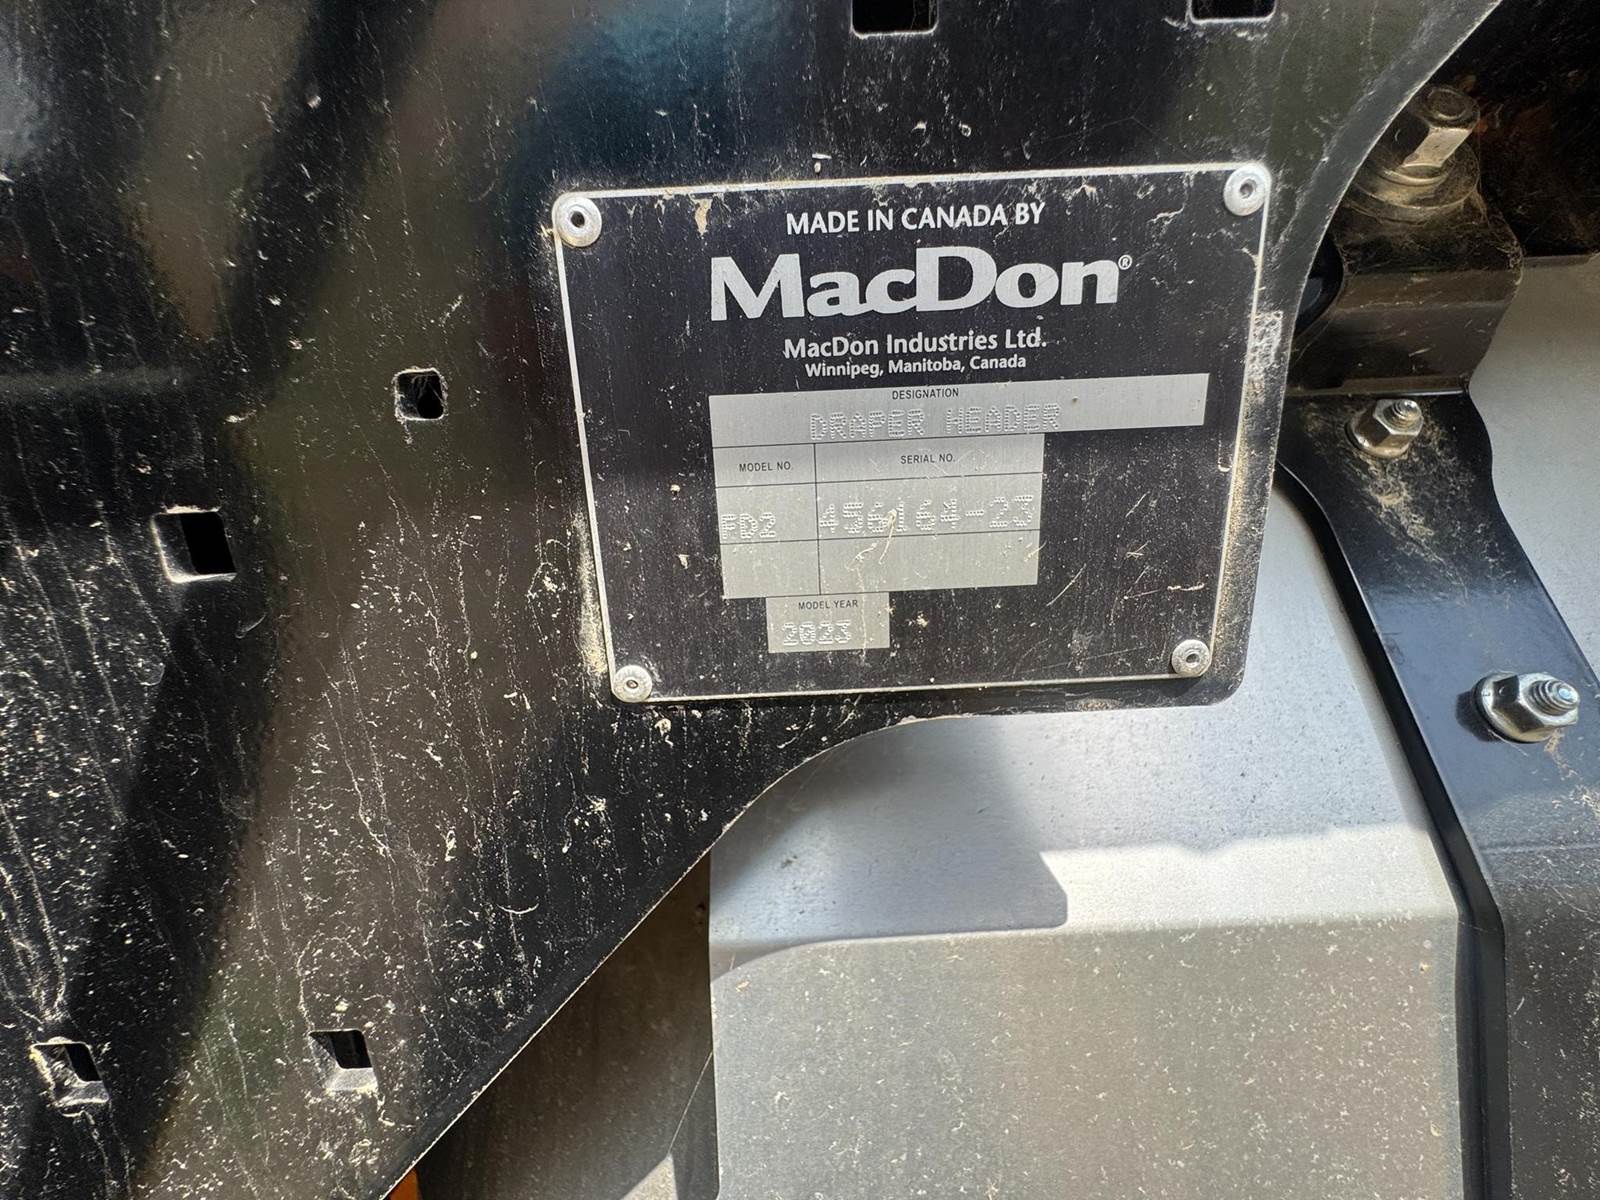 MADE IN CANADA BY
MacDon®
MacDon Industries Ltd.
Winnipeg, Manitoba, Canada
DESIGNATION
DRAPER HEADER
MODEL NO. SERIAL NO.
FD2 456164-23
MODEL YEAR
2023